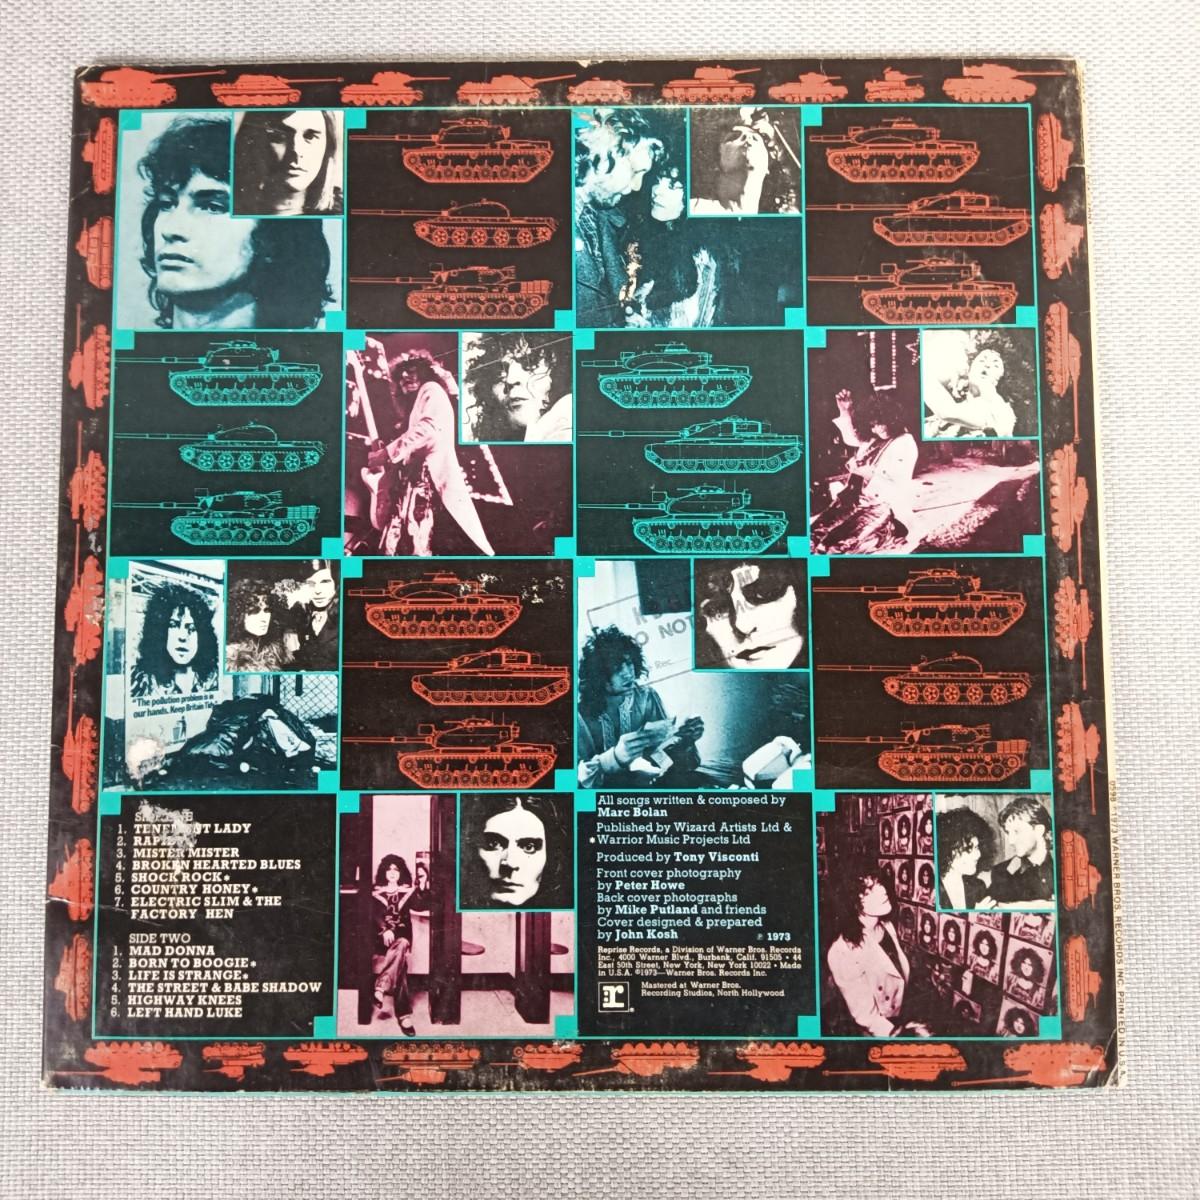 "The pollution problem is in
our hands. Keep Britain Tidy
O NOT
Rec.
SIDE ONE
1. TENEMENT LADY
2. RAPIDS
3. MISTER MISTER
4. BROKEN HEARTED BLUES
5. SHOCK ROCK*
6. COUNTRY HONEY*
7. ELECTRIC SLIM & THE
FACTORY HEN
SIDE TWO
1. MAD DONNA
2. BORN TO BOOGIE*
3. LIFE IS STRANGE*
4. THE STREET & BABE SHADOW
5. HIGHWAY KNEES
6. LEFT HAND LUKE
All songs written & composed by
Marc Bolan
Published by Wizard Artists Ltd &
*Warrior Music Projects Ltd
Produced by Tony Visconti
Front cover photography
by Peter Howe
Back cover photographs
by Mike Putland and friends
Cover designed & prepared
by John Kosh
℗ 1973
Reprise Records, a Division of Warner Bros. Records
Inc., 4000 Warner Blvd., Burbank, Calif. 91505 • 44
East 50th Street, New York, New York 10022 • Made
in U.S.A. ©1973—Warner Bros. Records Inc.
Mastered at Warner Bros.
Recording Studios, North Hollywood
r
1973 WARNER BROS. RECORDS INC. PRINTED IN U.S.A.